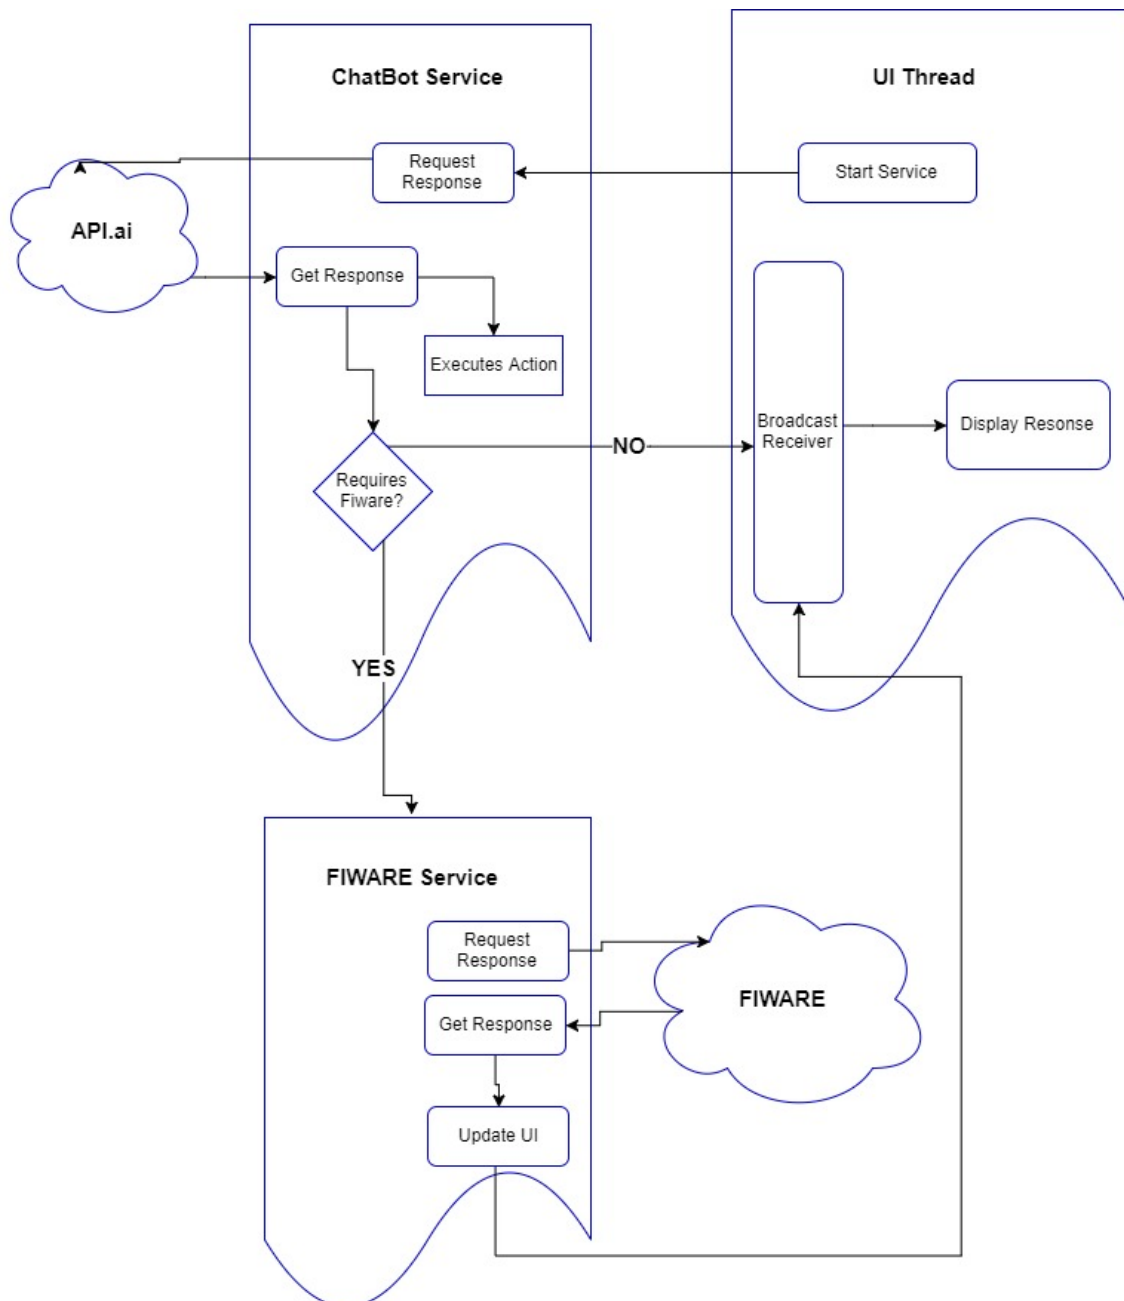 ChatBot Service
UI Thread
Request
Response
Start Service
API.ai
Get Response
Executes Action
Broadcast
Receiver
Display Resonse
NO
Requires
Fiware?
YES
FIWARE Service
Request
Response
FIWARE
Get Response
Update UI